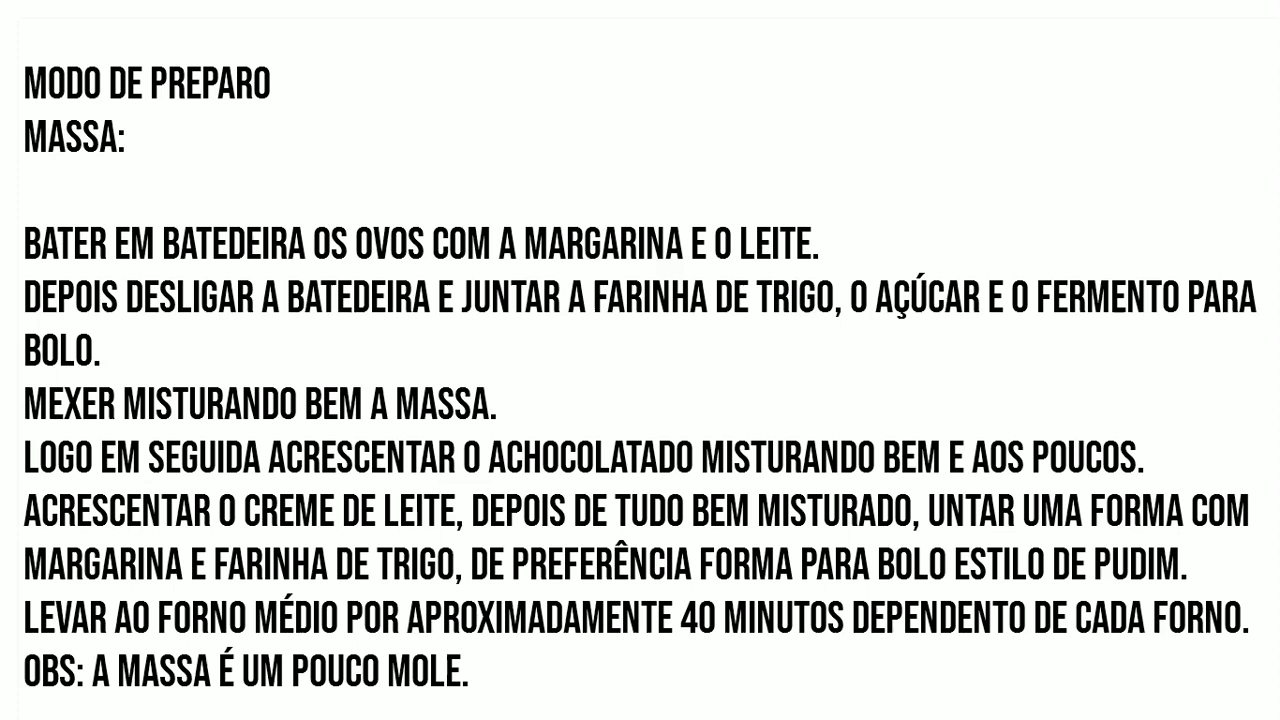 MODO DE PREPARO
MASSA:
BATER EM BATEDEIRA OS OVOS COM A MARGARINA E O LEITE.
DEPOIS DESLIGAR A BATEDEIRA E JUNTAR A FARINHA DE TRIGO, O AÇÚCAR E O FERMENTO PARA
BOLO.
MEXER MISTURANDO BEM A MASSA.
LOGO EM SEGUIDA ACRESCENTAR O ACHOCOLATADO MISTURANDO BEM E AOS POUCOS.
ACRESCENTAR O CREME DE LEITE, DEPOIS DE TUDO BEM MISTURADO, UNTAR UMA FORMA COM
MARGARINA E FARINHA DE TRIGO, DE PREFERÊNCIA FORMA PARA BOLO ESTILO DE PUDIM.
LEVAR AO FORNO MÉDIO POR APROXIMADAMENTE 40 MINUTOS DEPENDENTO DE CADA FORNO.
OBS: A MASSA É UM POUCO MOLE.